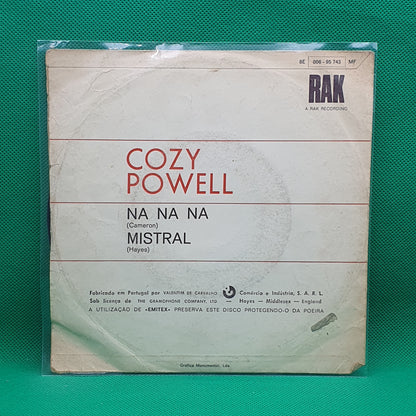 8E 006 - 95 743 MF
RAK
A RAK RECORDING
COZY
POWELL
NA NA NA
(Cameron)
MISTRAL
(Hayes)
Fabricado em Portugal por VALENTIM DE CARVALHO Comércio e Indústria, S. A. R. L.
Sob licença de THE GRAMOPHONE COMPANY, LTD — Hayes — Middlesex — England
A UTILIZAÇÃO DE «EMITEX» PRESERVA ESTE DISCO PROTEGENDO-O DA POEIRA
Gráfica Monumental, Lda.